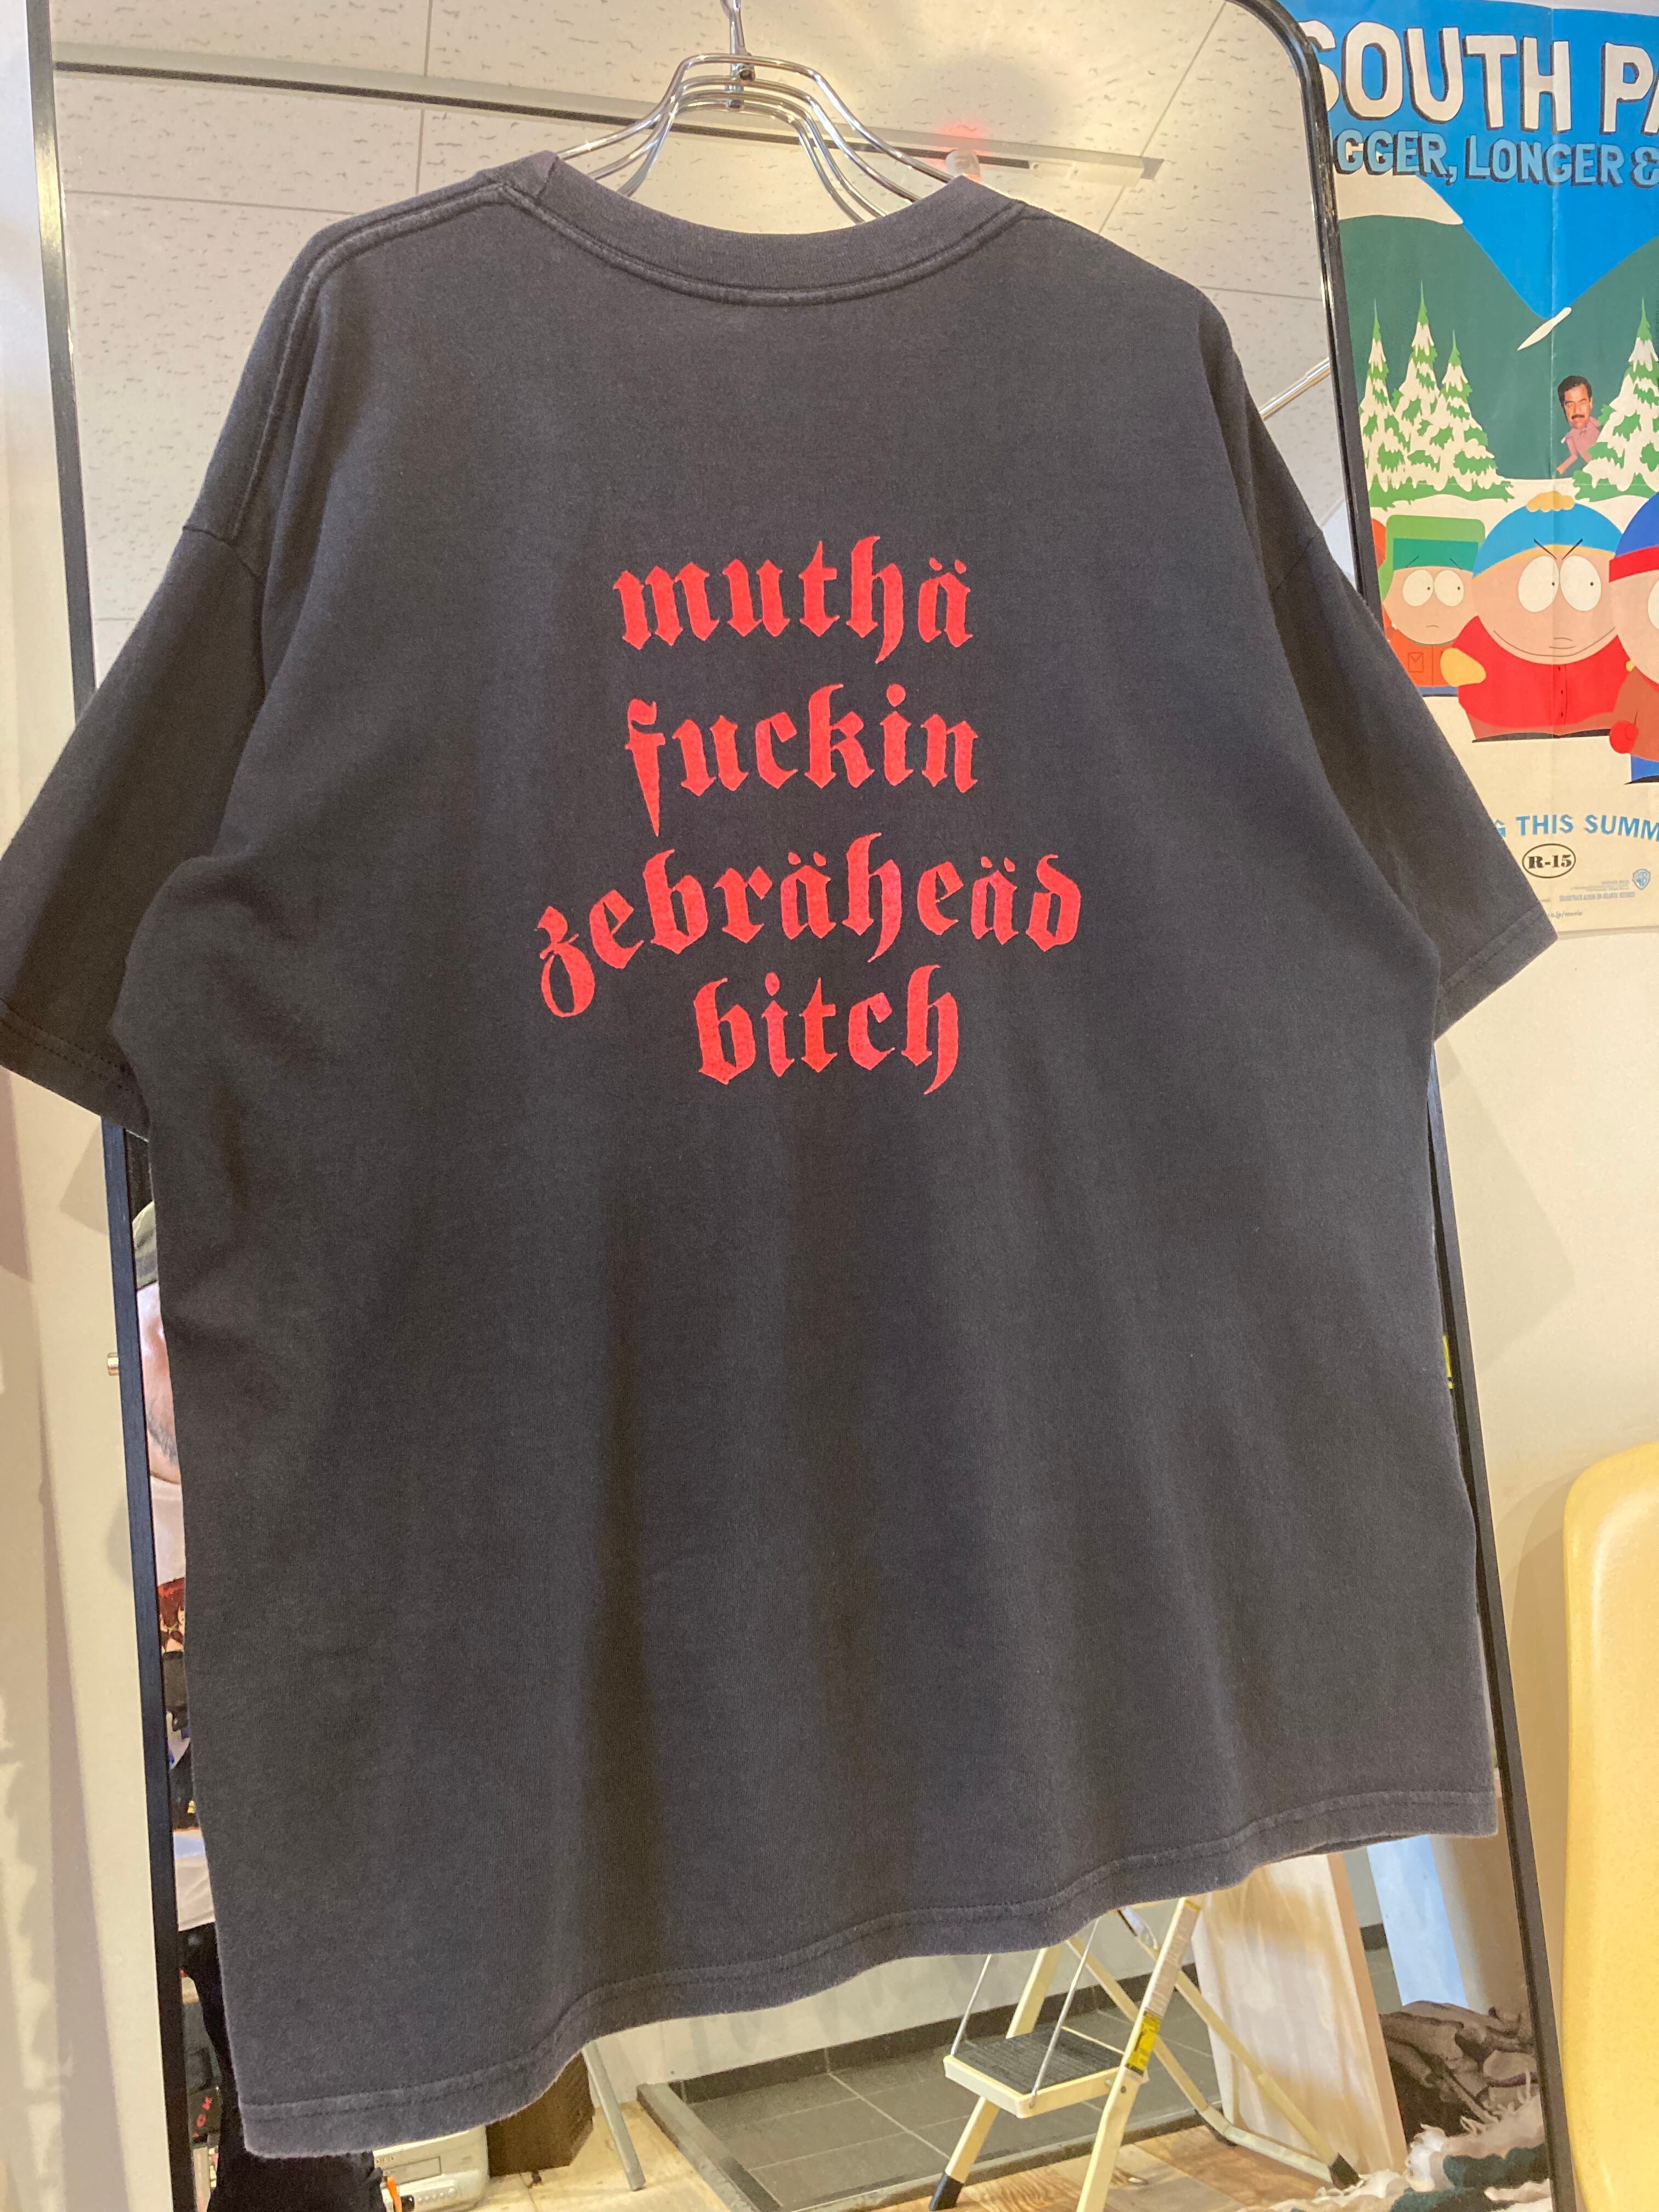 muthä
fuckin
zebräheäd
bitch
SOUTH PA
GGER, LONGER &
THIS SUMM
R-15